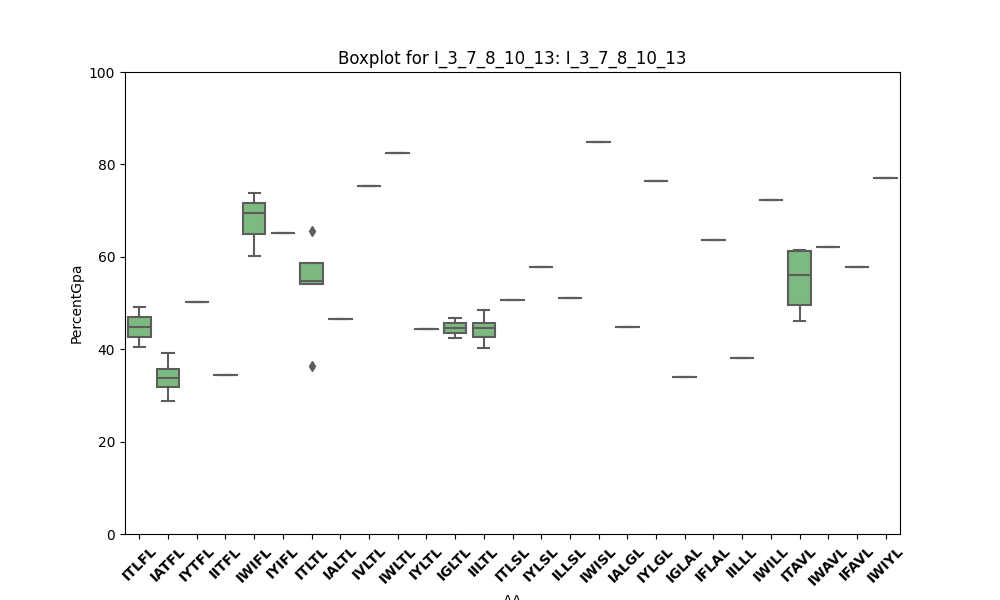 Boxplot for I_3_7_8_10_13: I_3_7_8_10_13
100
80
60
40
20
0
PercentGpa
ITLFL
IATFL
IYTFL
IITFL
IWIFL
IYIFL
ITLTL
IALTL
IVLTL
IWLTL
IYLTL
IGLTL
IILTL
ITLSL
IYLSL
ILLSL
IWISL
IALGL
IYLGL
IGLAL
IFLAL
IILLL
IWILL
ITAVL
IWAVL
IFAVL
IWIYL
AA